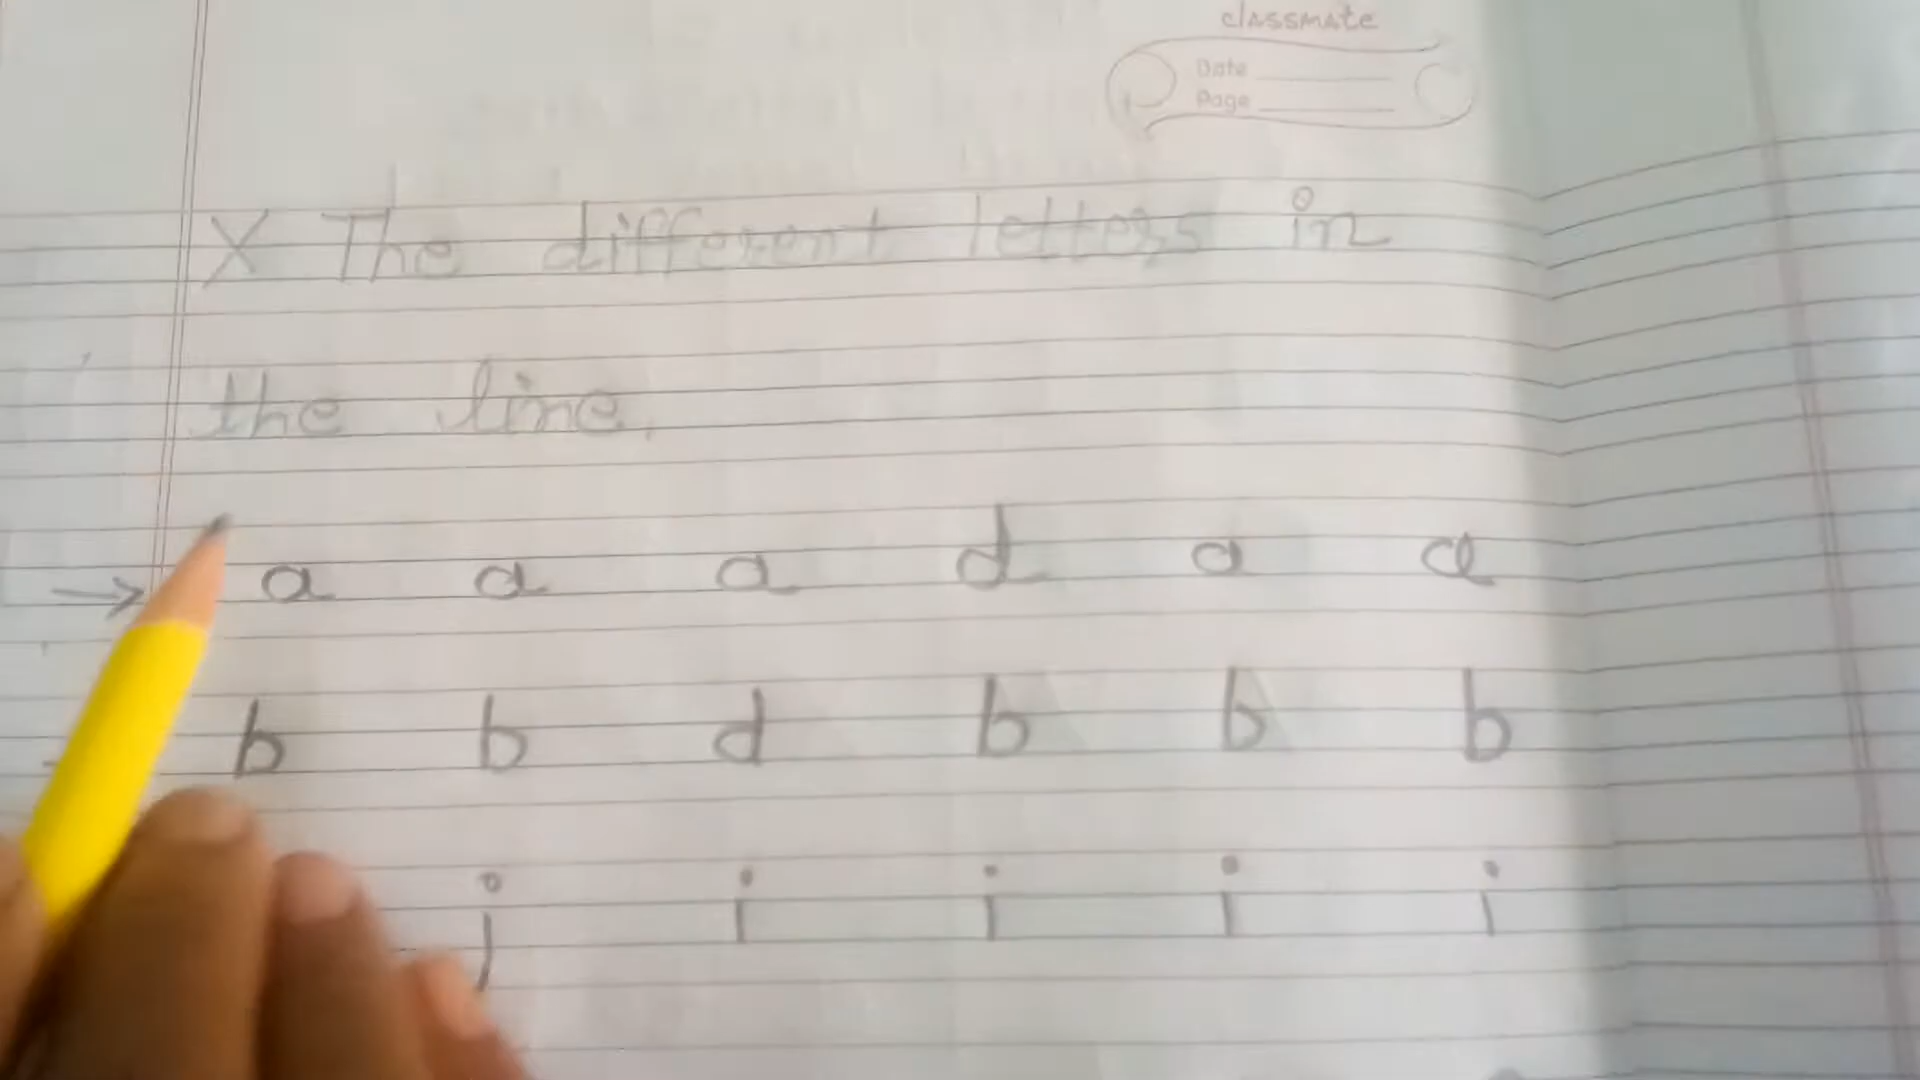 classmate
Date
Page
X The different letters in
the line.
→ a a a d a a
b b d b b b
j i i i i